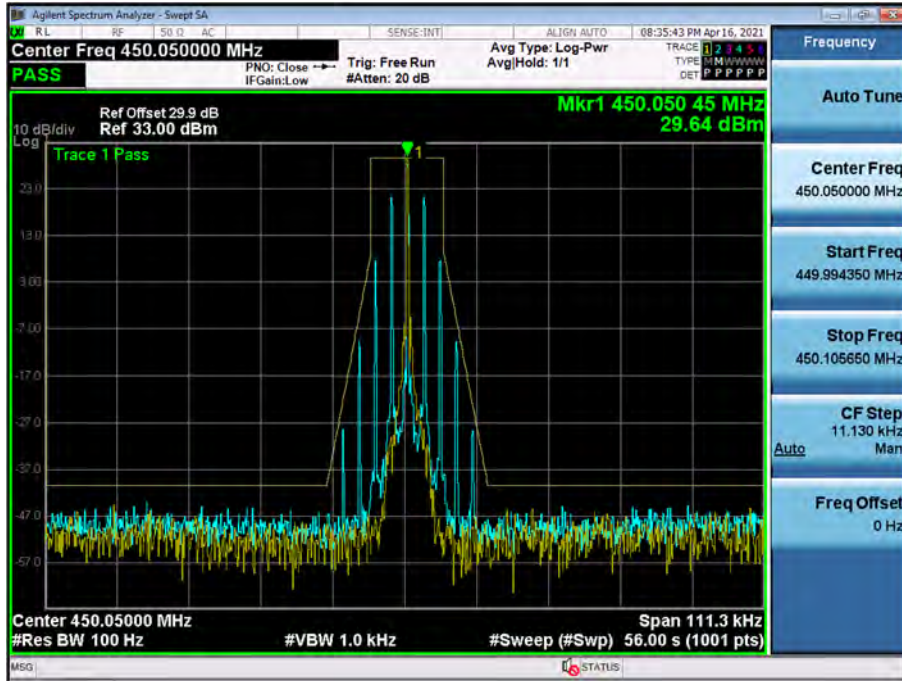 Agilent Spectrum Analyzer - Swept SA
RL RF 50 Ω AC SENSE:INT ALIGN AUTO 08:35:43 PM Apr 16, 2021
Center Freq 450.050000 MHz
PASS
PNO: Close
IFGain:Low
Trig: Free Run
#Atten: 20 dB
Avg Type: Log-Pwr
Avg|Hold: 1/1
TRACE 1 2 3 4 5 6
TYPE M M W W W W
DET P P P P P P
Ref Offset 29.9 dB
10 dB/div Ref 33.00 dBm
Log
Mkr1 450.050 45 MHz
29.64 dBm
Trace 1 Pass
1
23.0
13.0
3.00
-7.00
-17.0
-27.0
-37.0
-47.0
-57.0
Center 450.05000 MHz Span 111.3 kHz
#Res BW 100 Hz #VBW 1.0 kHz #Sweep (#Swp) 56.00 s (1001 pts)
MSG STATUS
Frequency
Auto Tune
Center Freq
450.050000 MHz
Start Freq
449.994350 MHz
Stop Freq
450.105650 MHz
CF Step
11.130 kHz
Auto Man
Freq Offset
0 Hz